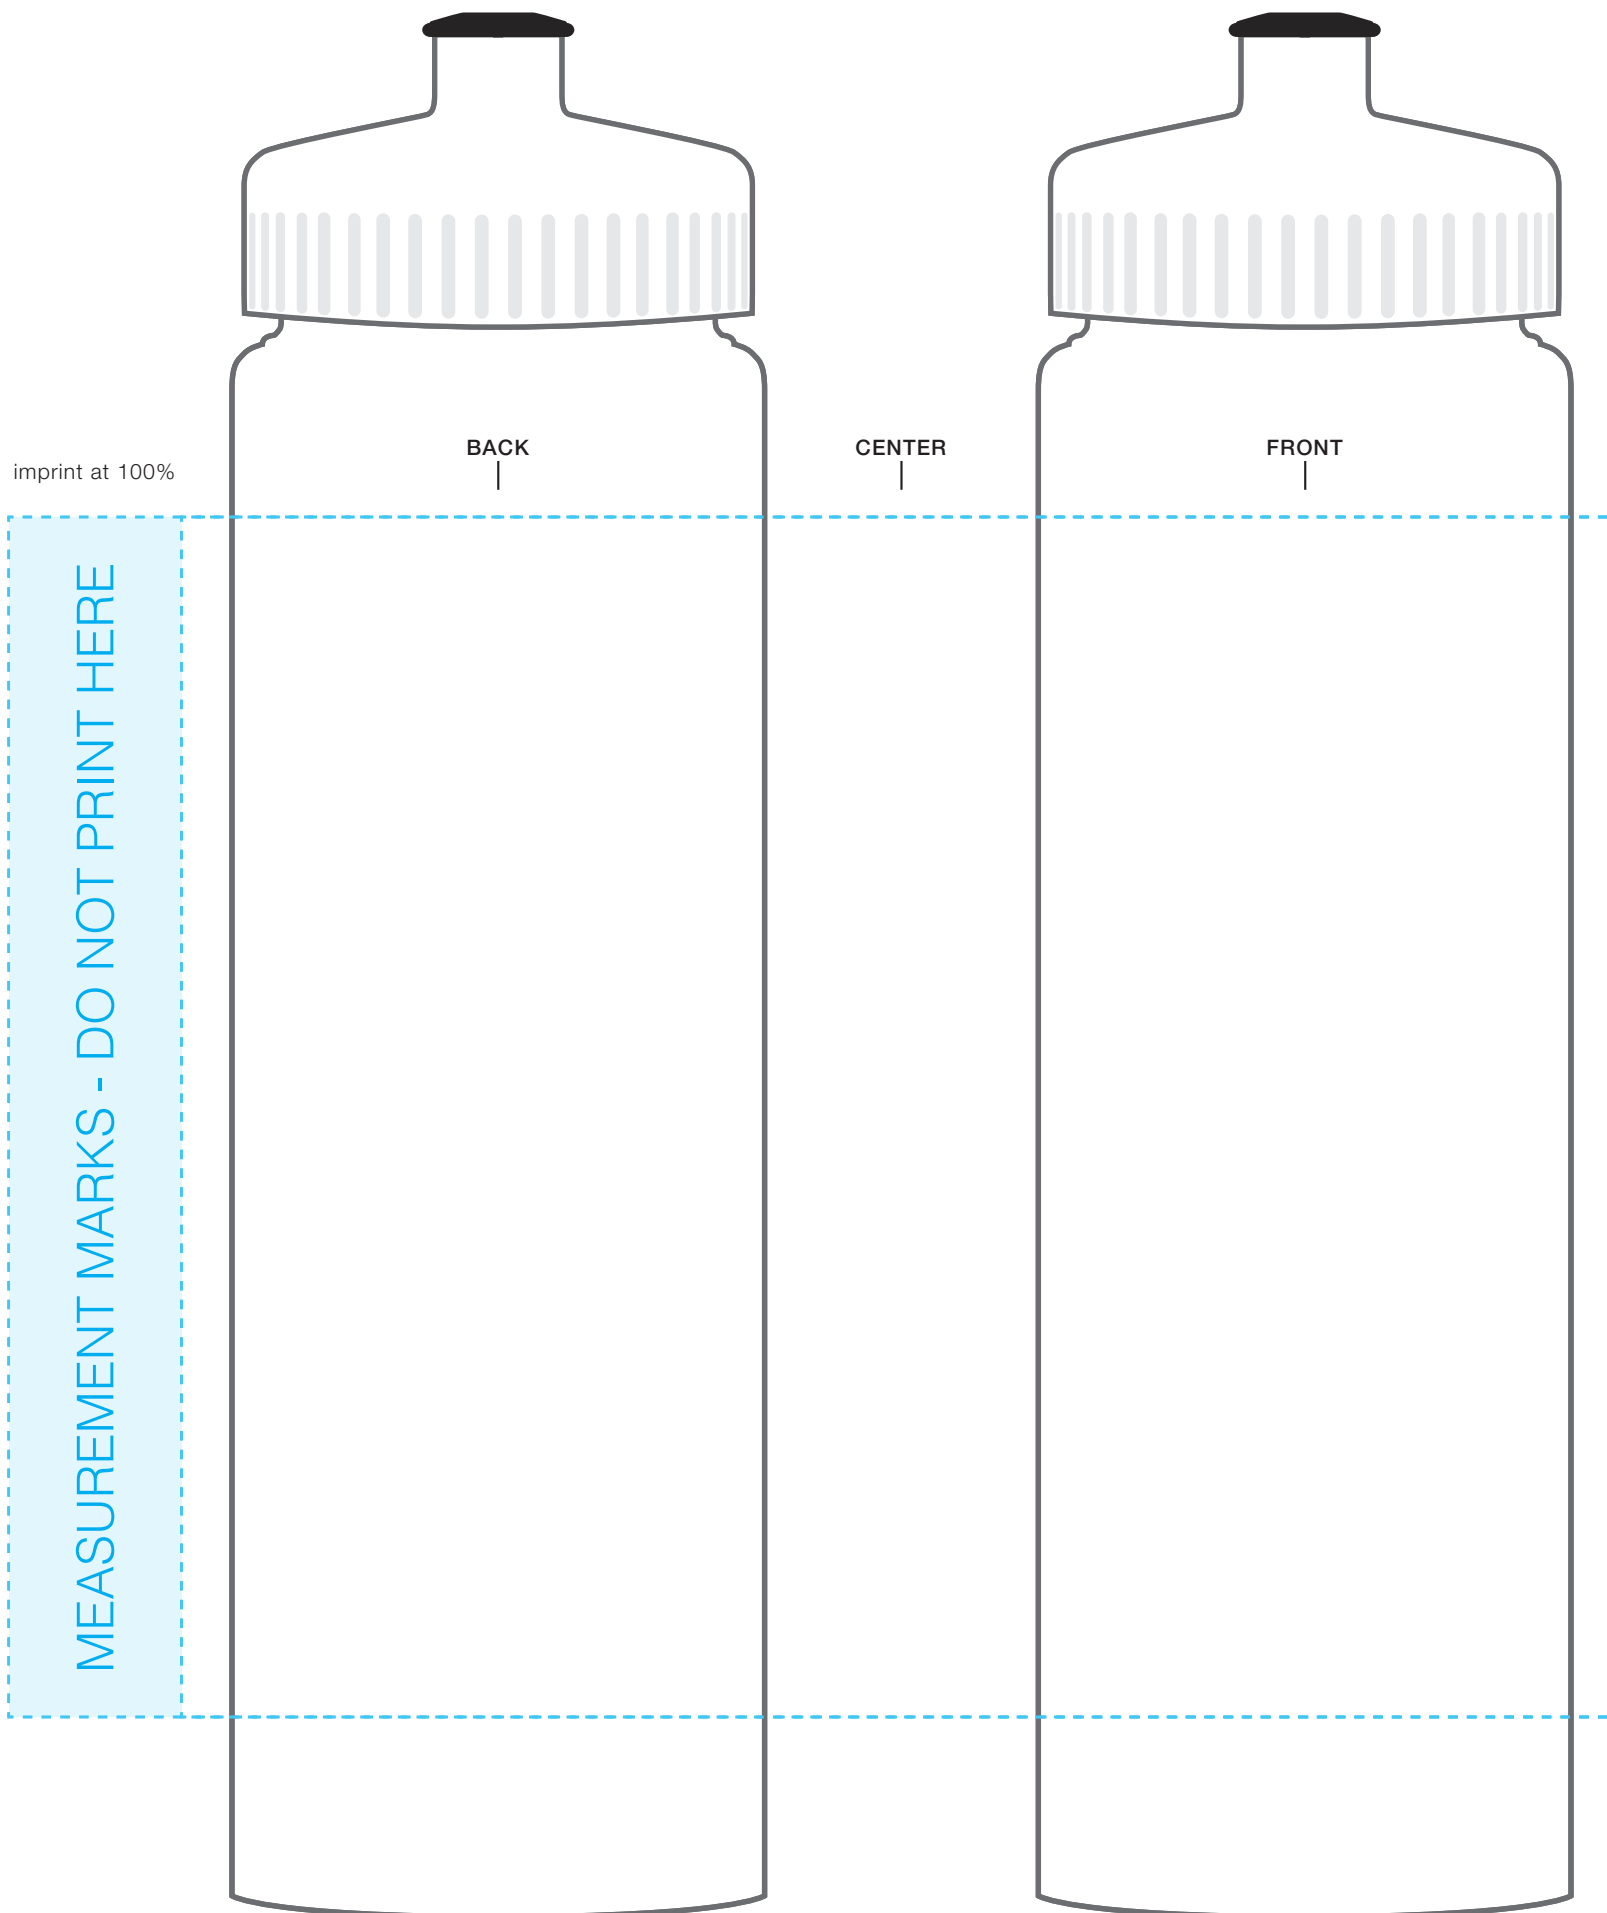 BACK
CENTER
FRONT
imprint at 100%
MEASUREMENT MARKS - DO NOT PRINT HERE